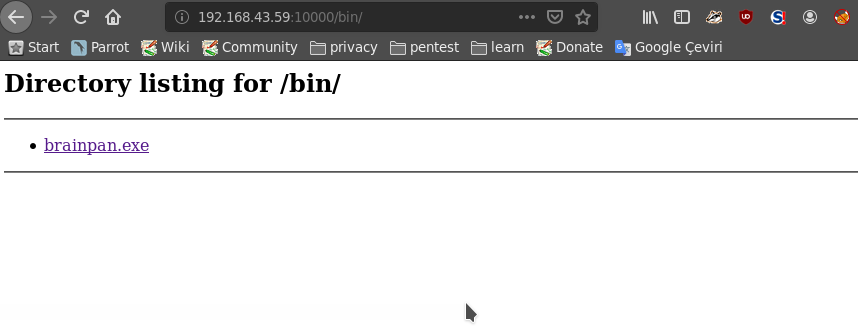 192.168.43.59:10000/bin/
Start Parrot Wiki Community privacy pentest learn Donate Google Çeviri
Directory listing for /bin/
brainpan.exe